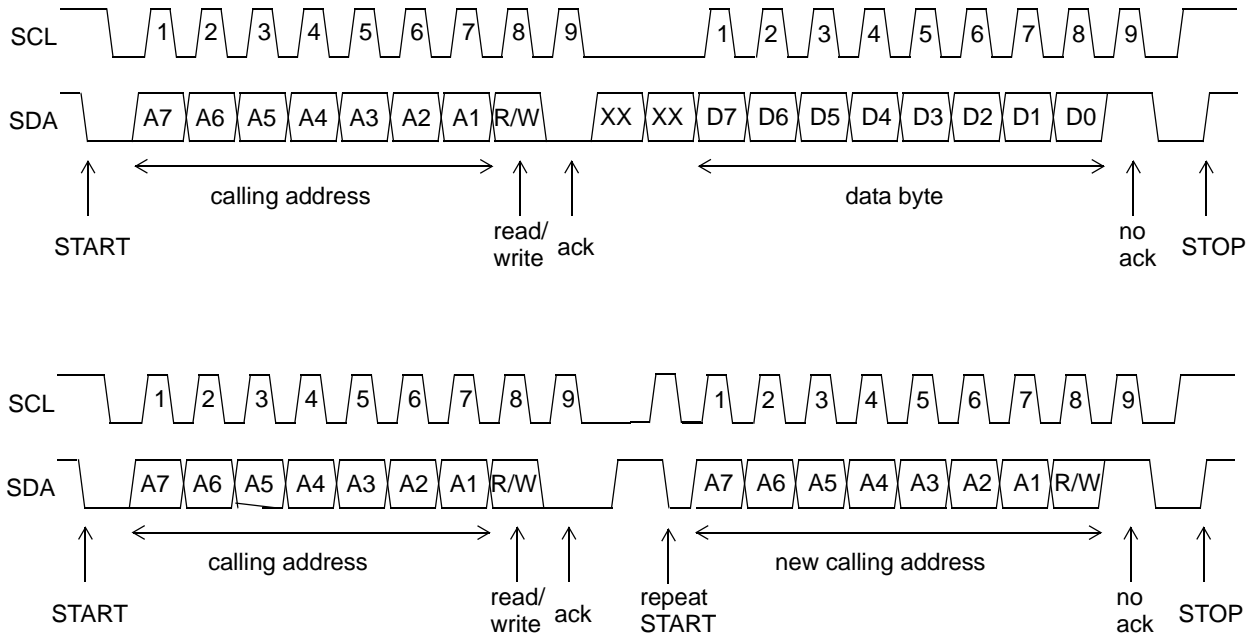 SCL 1 2 3 4 5 6 7 8 9 1 2 3 4 5 6 7 8 9
SDA A7 A6 A5 A4 A3 A2 A1 R/W XX XX D7 D6 D5 D4 D3 D2 D1 D0
calling address data byte
START read/ write ack no ack STOP
SCL 1 2 3 4 5 6 7 8 9 1 2 3 4 5 6 7 8 9
SDA A7 A6 A5 A4 A3 A2 A1 R/W A7 A6 A5 A4 A3 A2 A1 R/W
calling address new calling address
START read/ write ack repeat START no ack STOP